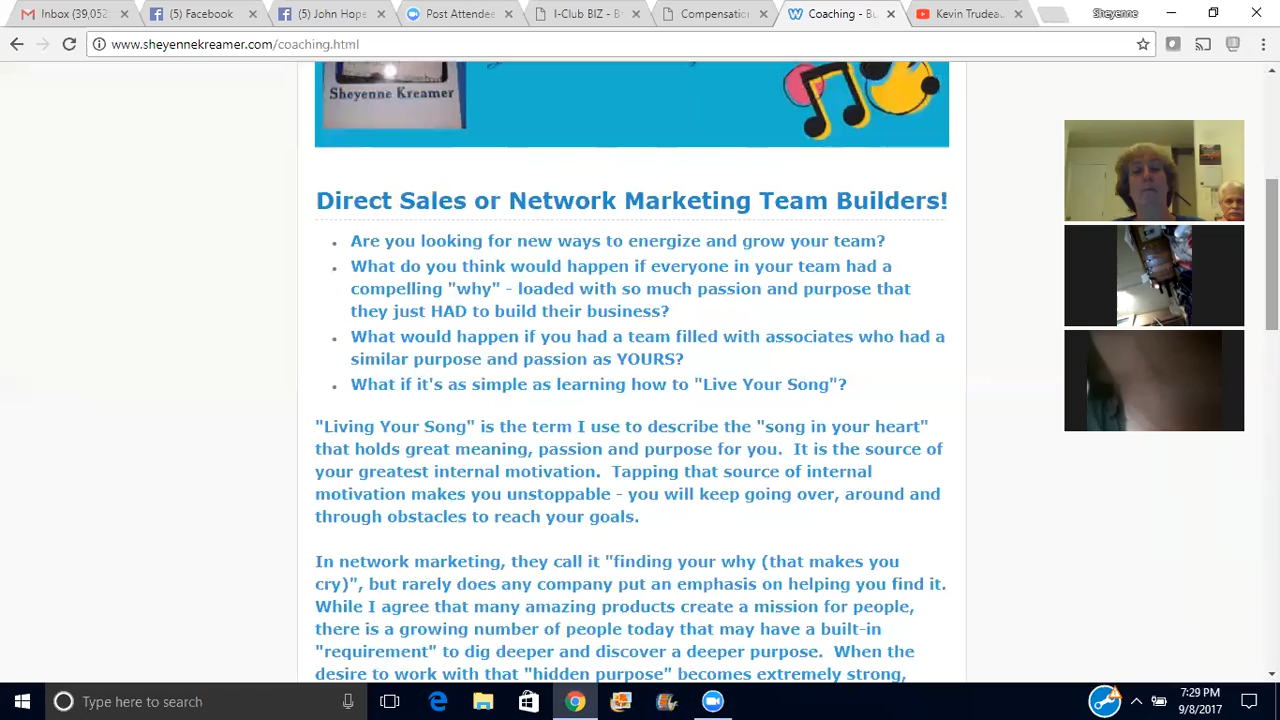 Inbox (39,052
(5) Facebook
(5) John Hope
Post Attendee
I-Club BIZ - B
Compensation
Coaching - Bu
Kevin Trudeau
Sheyenne
www.sheyennekreamer.com/coaching.html
Sheyenne Kreamer
Direct Sales or Network Marketing Team Builders!
Are you looking for new ways to energize and grow your team?
What do you think would happen if everyone in your team had a
compelling "why" - loaded with so much passion and purpose that
they just HAD to build their business?
What would happen if you had a team filled with associates who had a
similar purpose and passion as YOURS?
What if it's as simple as learning how to "Live Your Song"?
"Living Your Song" is the term I use to describe the "song in your heart"
that holds great meaning, passion and purpose for you.  It is the source of
your greatest internal motivation.  Tapping that source of internal
motivation makes you unstoppable - you will keep going over, around and
through obstacles to reach your goals.
In network marketing, they call it "finding your why (that makes you
cry)", but rarely does any company put an emphasis on helping you find it.
While I agree that many amazing products create a mission for people,
there is a growing number of people today that may have a built-in
"requirement" to dig deeper and discover a deeper purpose.  When the
desire to work with that "hidden purpose" becomes extremely strong,
Type here to search
7:29 PM
9/8/2017